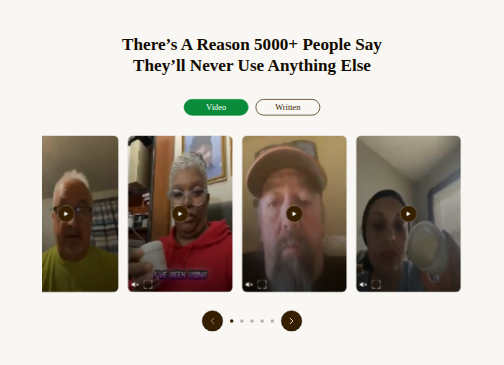 There’s A Reason 5000+ People Say
They’ll Never Use Anything Else
Video
Written
I'VE BEEN USING